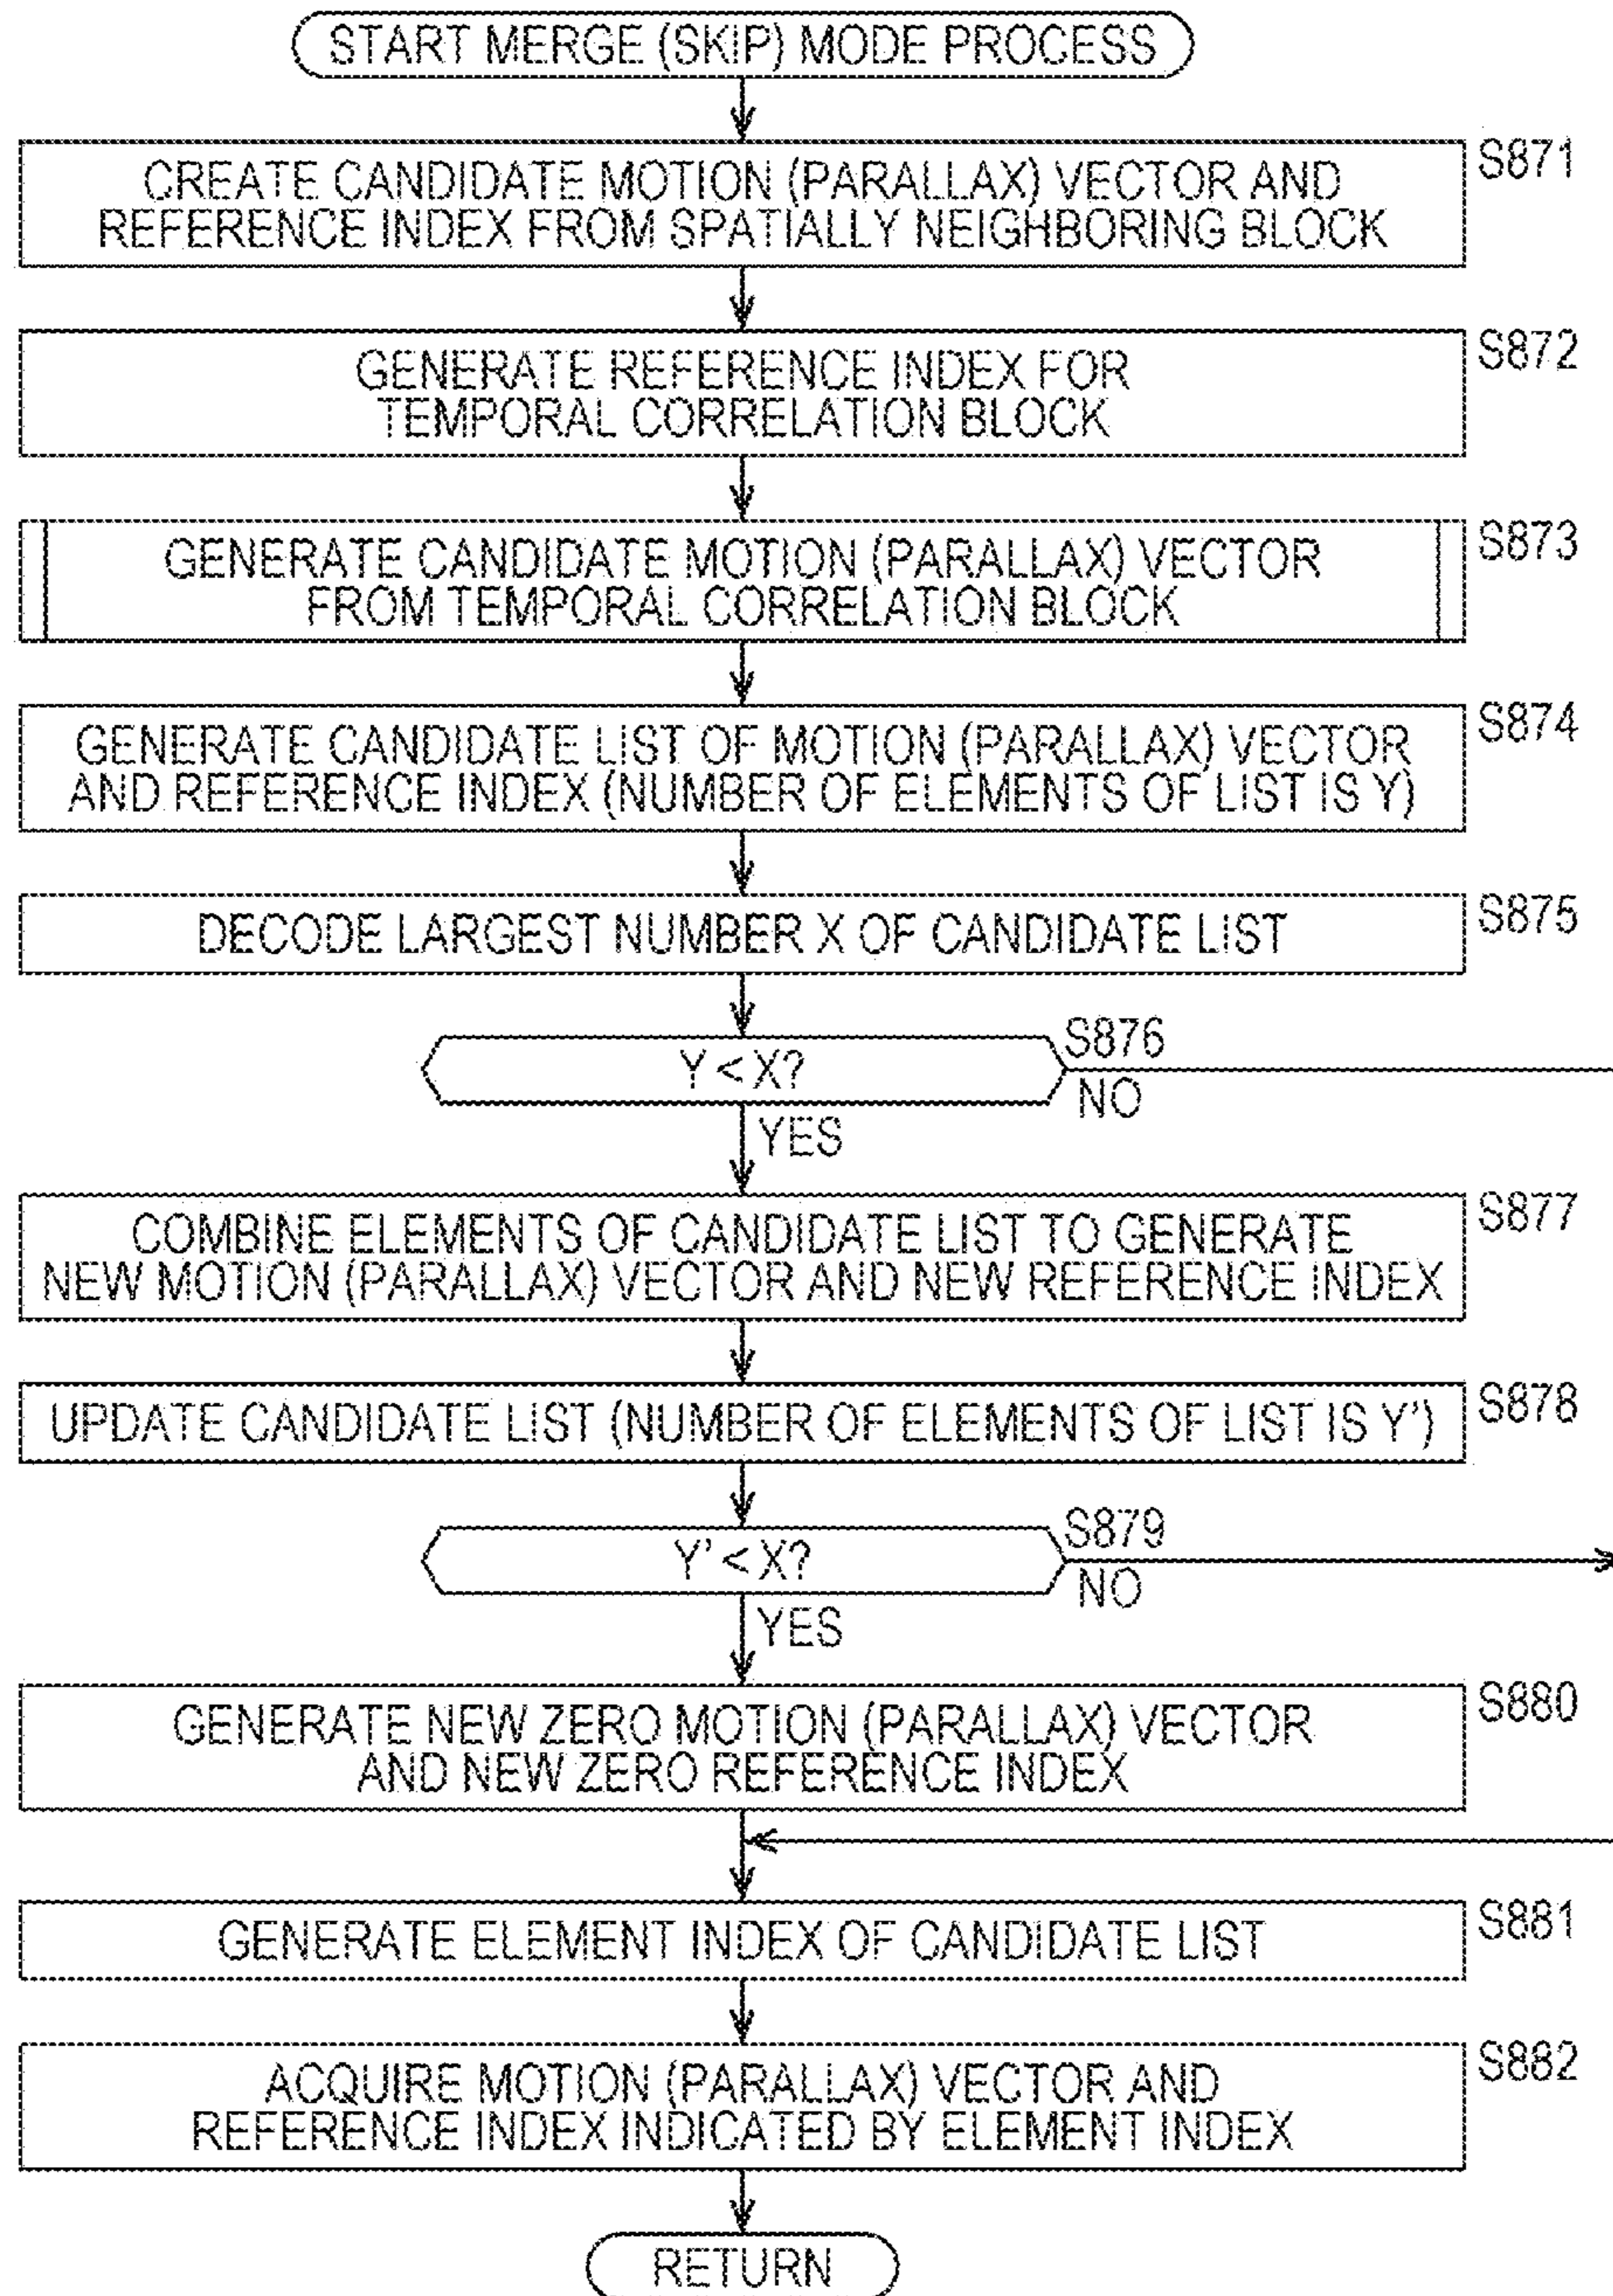 START MERGE (SKIP) MODE PROCESS
S871
CREATE CANDIDATE MOTION (PARALLAX) VECTOR AND
REFERENCE INDEX FROM SPATIALLY NEIGHBORING BLOCK
S872
GENERATE REFERENCE INDEX FOR
TEMPORAL CORRELATION BLOCK
S873
GENERATE CANDIDATE MOTION (PARALLAX) VECTOR
FROM TEMPORAL CORRELATION BLOCK
S874
GENERATE CANDIDATE LIST OF MOTION (PARALLAX) VECTOR
AND REFERENCE INDEX (NUMBER OF ELEMENTS OF LIST IS Y)
S875
DECODE LARGEST NUMBER X OF CANDIDATE LIST
S876
Y < X?
NO
YES
S877
COMBINE ELEMENTS OF CANDIDATE LIST TO GENERATE
NEW MOTION (PARALLAX) VECTOR AND NEW REFERENCE INDEX
S878
UPDATE CANDIDATE LIST (NUMBER OF ELEMENTS OF LIST IS Y')
S879
Y' < X?
NO
YES
S880
GENERATE NEW ZERO MOTION (PARALLAX) VECTOR
AND NEW ZERO REFERENCE INDEX
S881
GENERATE ELEMENT INDEX OF CANDIDATE LIST
S882
ACQUIRE MOTION (PARALLAX) VECTOR AND
REFERENCE INDEX INDICATED BY ELEMENT INDEX
RETURN